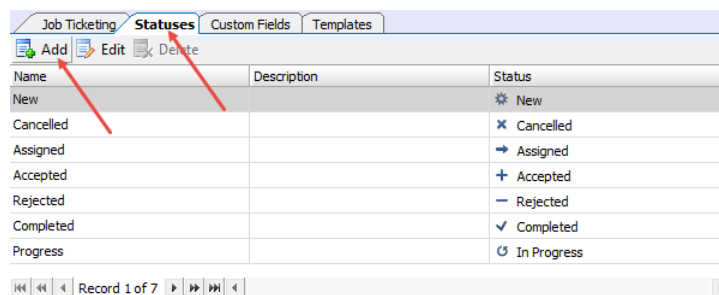 Job Ticketing Statuses Custom Fields Templates
Add Edit Delete
Name Description Status
New New
Cancelled Cancelled
Assigned Assigned
Accepted Accepted
Rejected Rejected
Completed Completed
Progress In Progress
Record 1 of 7